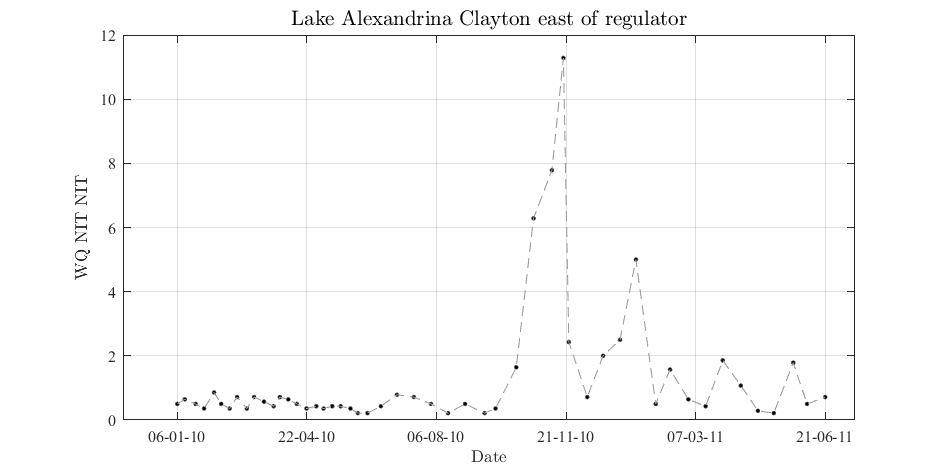 Lake Alexandrina Clayton east of regulator
12
10
8
6
4
2
0
WQ NIT NIT
06-01-10 22-04-10 06-08-10 21-11-10 07-03-11 21-06-11
Date